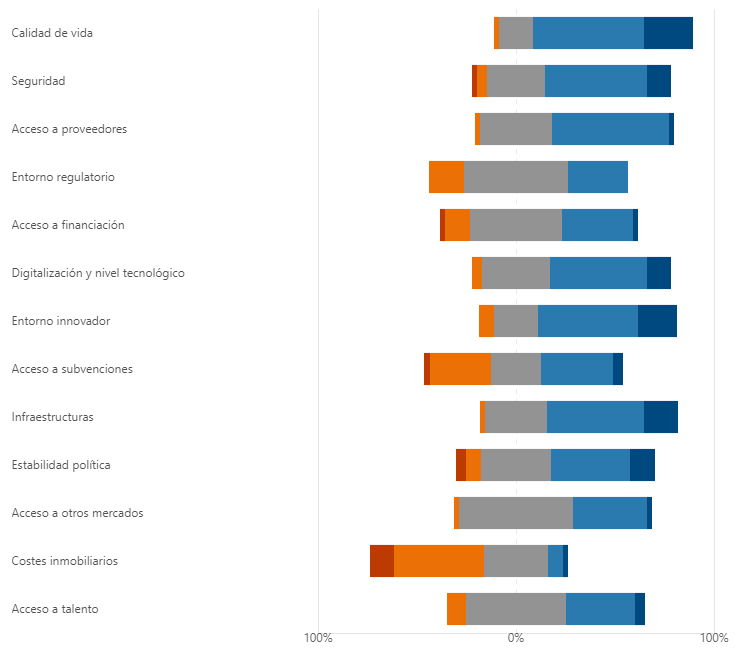 Calidad de vida
Seguridad
Acceso a proveedores
Entorno regulatorio
Acceso a financiación
Digitalización y nivel tecnológico
Entorno innovador
Acceso a subvenciones
Infraestructuras
Estabilidad política
Acceso a otros mercados
Costes inmobiliarios
Acceso a talento
100% 0% 100%